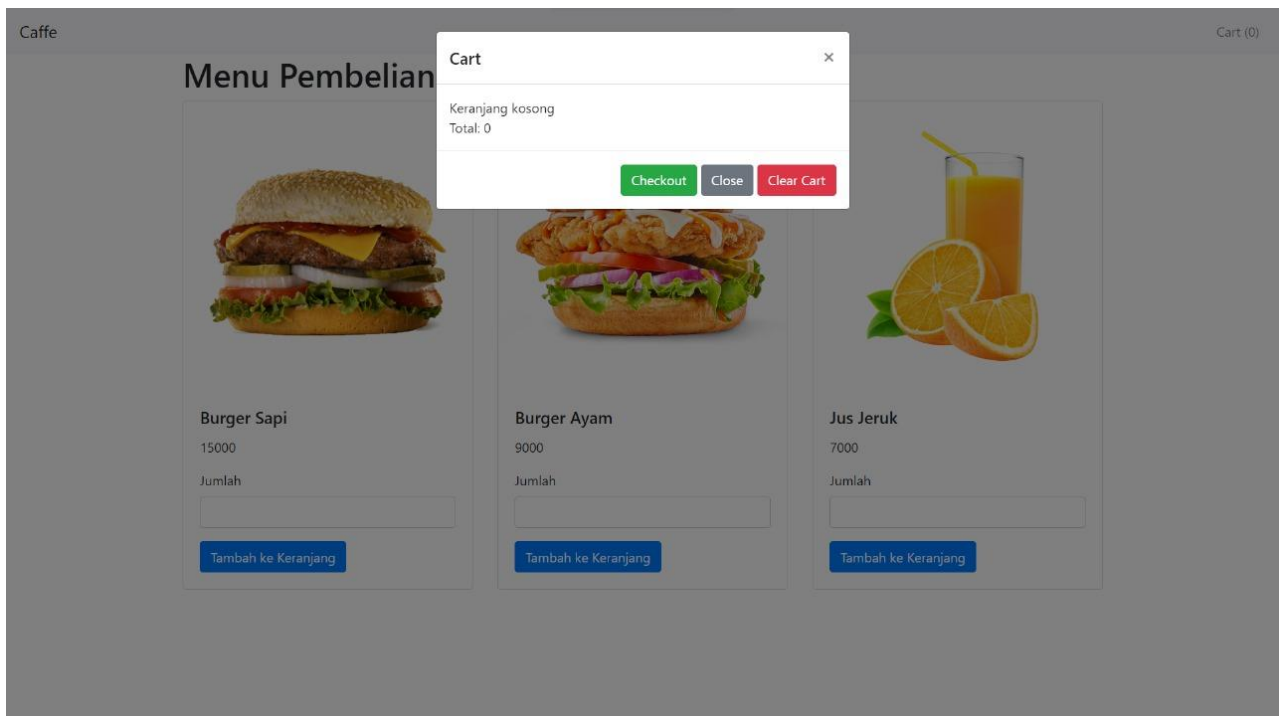 Caffe
Cart (0)
Menu Pembelian
Cart
×
Keranjang kosong
Total: 0
Checkout Close Clear Cart
Burger Sapi
15000
Jumlah
Tambah ke Keranjang
Burger Ayam
9000
Jumlah
Tambah ke Keranjang
Jus Jeruk
7000
Jumlah
Tambah ke Keranjang